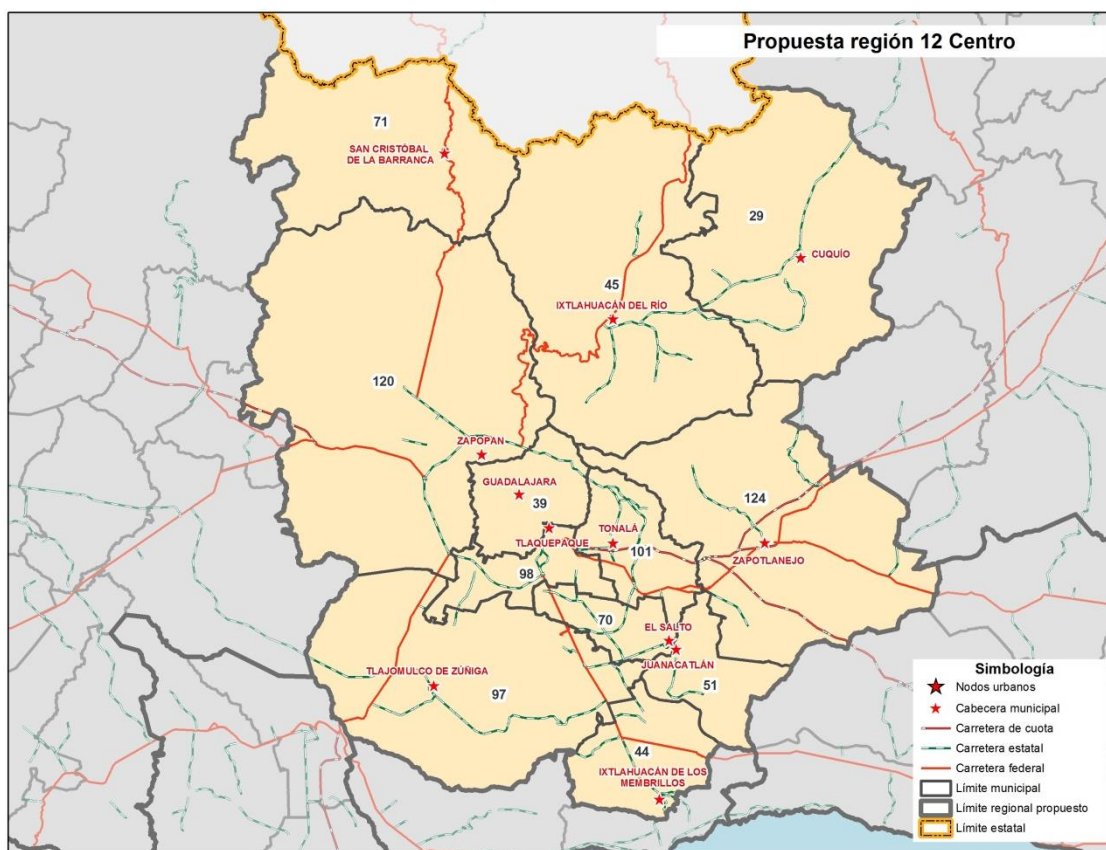 Propuesta región 12 Centro
71
SAN CRISTÓBAL
DE LA BARRANCA
29
CUQUÍO
45
IXTLAHUACÁN DEL RÍO
120
ZAPOPAN
GUADALAJARA
39
TLAQUEPAQUE
TONALÁ
101
124
ZAPOTLANEJO
98
70
EL SALTO
JUANACATLÁN
51
TLAJOMULCO DE ZÚÑIGA
97
44
IXTLAHUACÁN DE LOS
MEMBRILLOS
Simbología
Nodos urbanos
Cabecera municipal
Carretera de cuota
Carretera estatal
Carretera federal
Límite municipal
Límite regional propuesto
Límite estatal